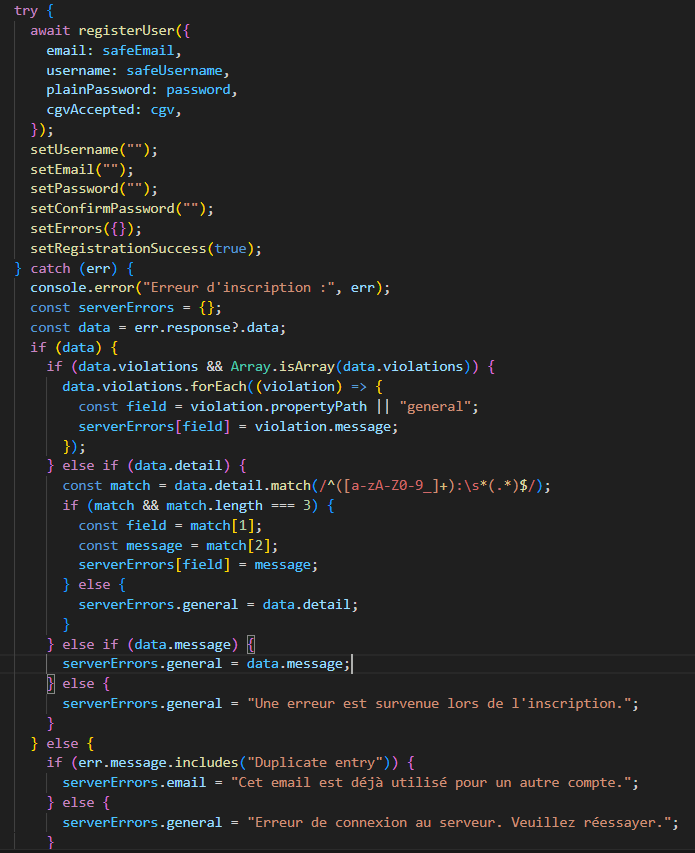 try {
  await registerUser({
    email: safeEmail,
    username: safeUsername,
    plainPassword: password,
    cgvAccepted: cgv,
  });
  setUsername("");
  setEmail("");
  setPassword("");
  setConfirmPassword("");
  setErrors({});
  setRegistrationSuccess(true);
} catch (err) {
  console.error("Erreur d'inscription :", err);
  const serverErrors = {};
  const data = err.response?.data;
  if (data) {
    if (data.violations && Array.isArray(data.violations)) {
      data.violations.forEach((violation) => {
        const field = violation.propertyPath || "general";
        serverErrors[field] = violation.message;
      });
    } else if (data.detail) {
      const match = data.detail.match(/^([a-zA-Z0-9_]+):\s*(.*)$/);
      if (match && match.length === 3) {
        const field = match[1];
        const message = match[2];
        serverErrors[field] = message;
      } else {
        serverErrors.general = data.detail;
      }
    } else if (data.message) {
      serverErrors.general = data.message;
    } else {
      serverErrors.general = "Une erreur est survenue lors de l'inscription.";
    }
  } else {
    if (err.message.includes("Duplicate entry")) {
      serverErrors.email = "Cet email est déjà utilisé pour un autre compte.";
    } else {
      serverErrors.general = "Erreur de connexion au serveur. Veuillez réessayer.";
    }